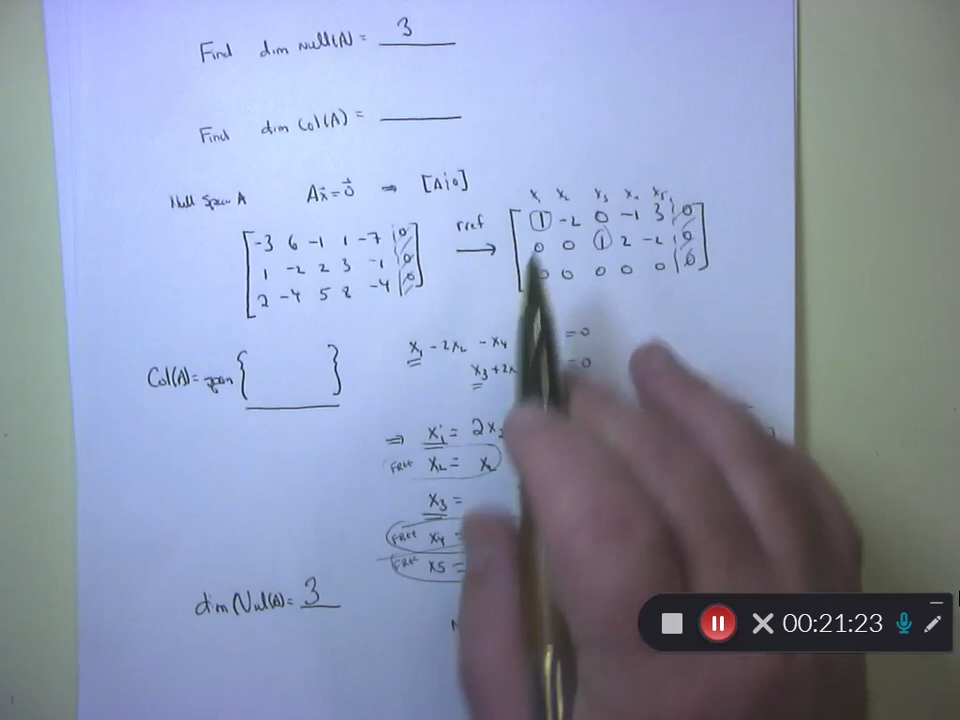 Find dim Null(A) = 3
Find dim Col(A) =
Null Space A Ax⃗ = 0⃗ → [A|0]
x₁ x₂ x₃ x₄ x₅
-3 6 -1 1 -7 | 0 rref 1 -2 0 -1 3 | 0
1 -2 2 3 -1 | 0 → 0 0 1 2 -2 | 0
2 -4 5 8 -4 | 0 0 0 0 0 0 | 0
x₁ - 2x₂ - x₄ =0
x₃ + 2x =0
Col(A) = span { }
⇒ x₁ = 2x₂
FREE x₂ = x₂
x₃ =
FREE x₄ =
FREE x₅ =
dim Nul(A) = 3
00:21:23